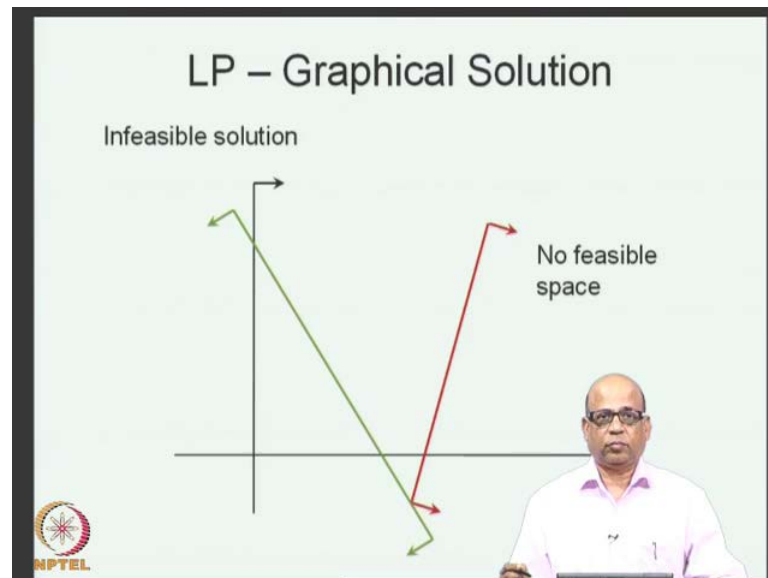 LP – Graphical Solution
Infeasible solution
No feasible
space
NPTEL